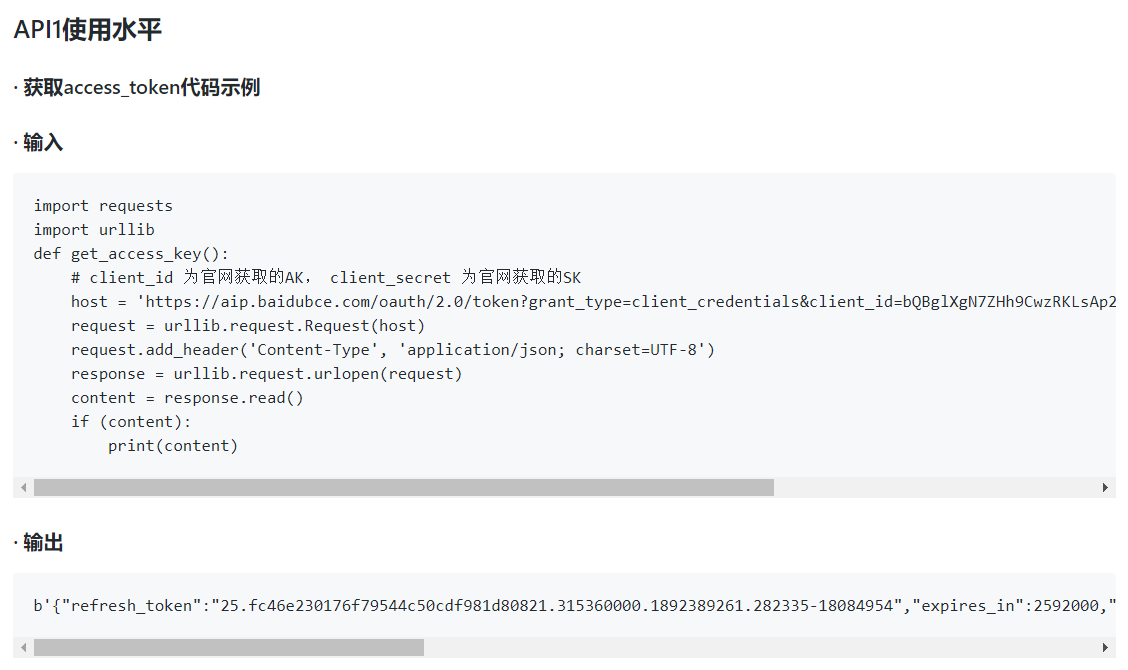 API1使用水平
· 获取access_token代码示例
· 输入
import requests
import urllib
def get_access_key():
    # client_id 为官网获取的AK， client_secret 为官网获取的SK
    host = 'https://aip.baidubce.com/oauth/2.0/token?grant_type=client_credentials&client_id=bQBglXgN7ZHh9CwzRKLsAp2
    request = urllib.request.Request(host)
    request.add_header('Content-Type', 'application/json; charset=UTF-8')
    response = urllib.request.urlopen(request)
    content = response.read()
    if (content):
        print(content)
· 输出
b'{"refresh_token":"25.fc46e230176f79544c50cdf981d80821.315360000.1892389261.282335-18084954","expires_in":2592000,"